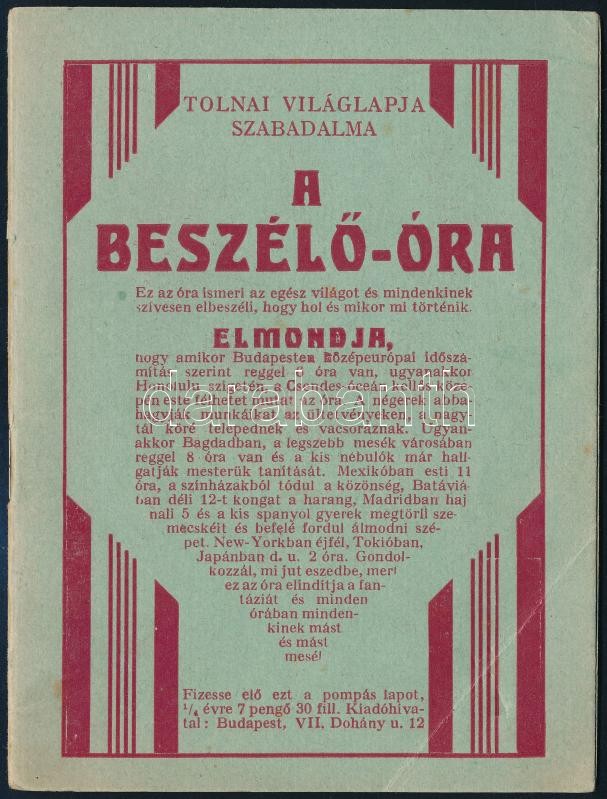 TOLNAI VILÁGLAPJA
SZABADALMA
A
BESZÉLŐ-ÓRA
Ez az óra ismeri az egész világot és mindenkinek
szivesen elbeszéli, hogy hol és mikor mi történik.
ELMONDJA,
hogy amikor Budapesten középeurópai időszá-
mítás szerint reggel óra van, ugyanakkor
Honolulu szigetén, a Csendes-óceán kellős köze-
pén este félhetet mutat az óra. A négerek abba
hagyják munkáikat az ültetvényeken, a nagy-
tál köré telepednek és vacsoráznak. Ugyan-
akkor Bagdadban, a legszebb mesék városában
reggel 8 óra van és a kis nebulók már hall-
gatják mesterük tanítását. Mexikóban esti 11
óra, a színházakból tódul a közönség, Batáviá-
ban déli 12-t kongat a harang, Madridban haj
nali 5 és a kis spanyol gyerek megtörli sze-
mecskéit és befelé fordul álmodni szé-
pet. New-Yorkban éjfél, Tokióban,
Japánban d. u. 2 óra. Gondol-
kozzál, mi jut eszedbe, mert
ez az óra elindítja a fan-
táziát és minden
órában minden-
kinek mást
és mást
mesél
Fizesse elő ezt a pompás lapot,
¼ évre 7 pengő 30 fill. Kiadóhiva-
tal: Budapest, VII, Dohány u. 12
darabanth